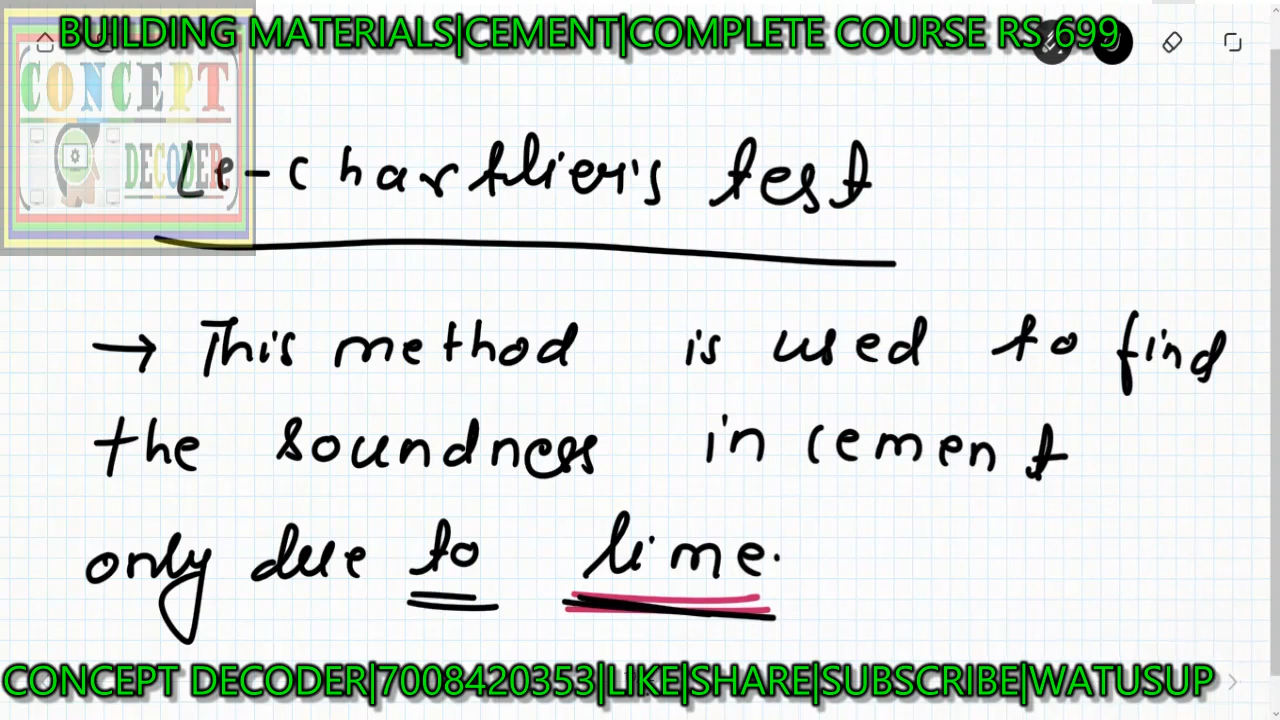 BUILDING MATERIALS|CEMENT|COMPLETE COURSE RS 699
CONCEPT
DECODER
Le-chartlier's test
→ This method is used to find
the soundness in cement
only due to lime.
CONCEPT DECODER|7008420353|LIKE|SHARE|SUBSCRIBE|WATUSUP